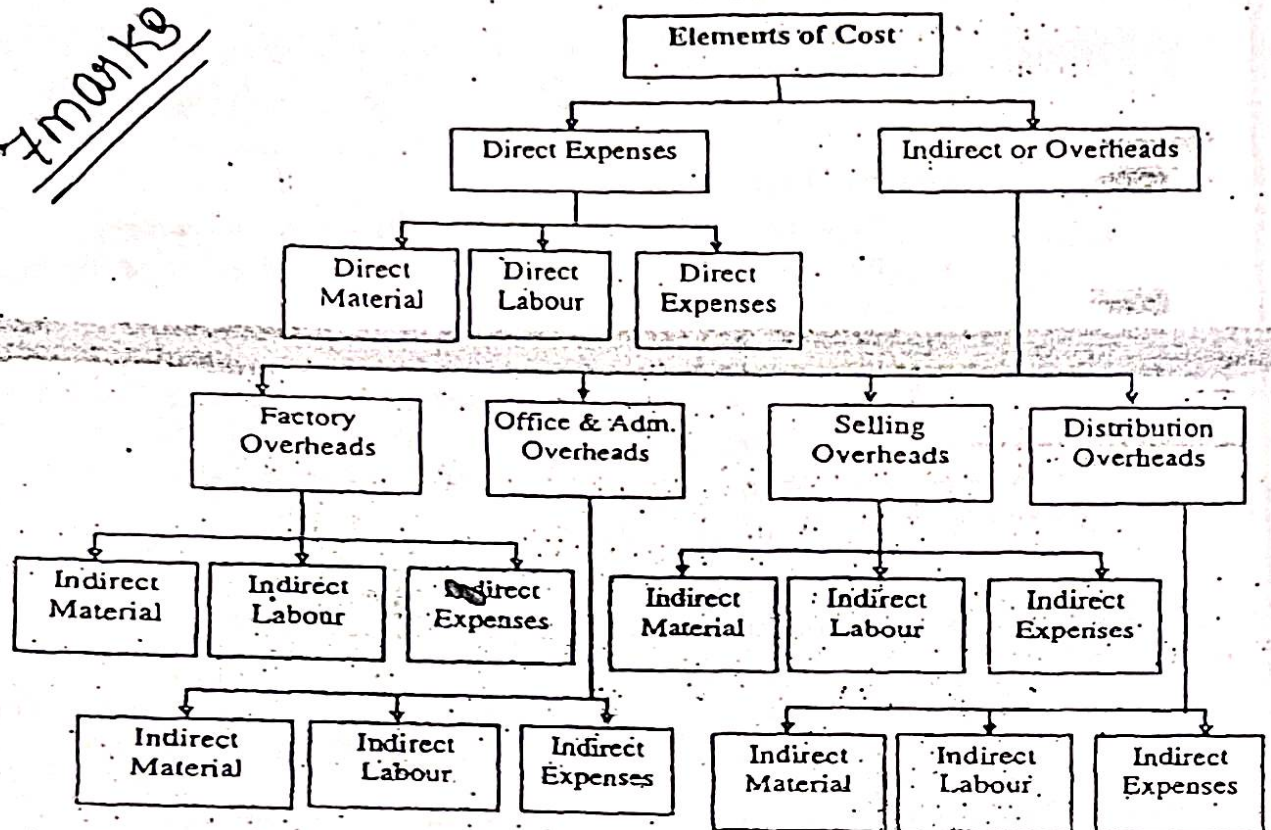 7 marks
Elements of Cost
Direct Expenses
Indirect or Overheads
Direct
Material
Direct
Labour
Direct
Expenses
Factory
Overheads
Office & Adm.
Overheads
Selling
Overheads
Distribution
Overheads
Indirect
Material
Indirect
Labour
Indirect
Expenses
Indirect
Material
Indirect
Labour
Indirect
Expenses
Indirect
Material
Indirect
Labour
Indirect
Expenses
Indirect
Material
Indirect
Labour
Indirect
Expenses